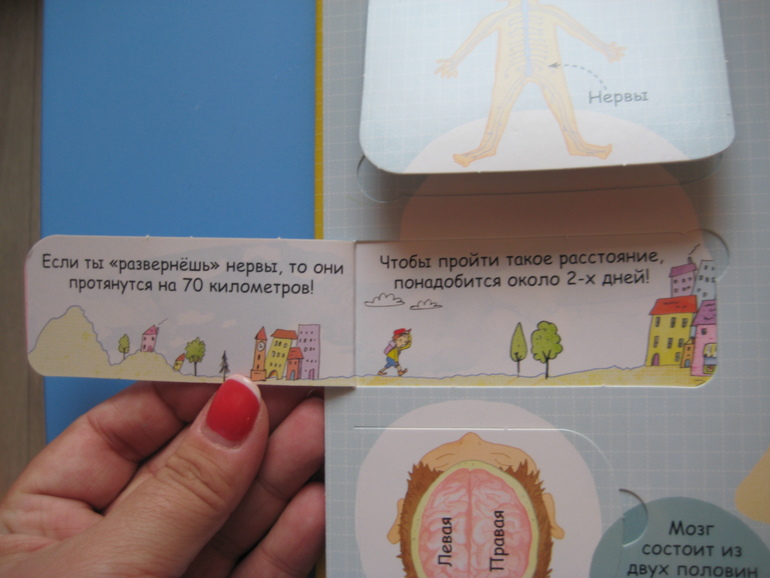 Нервы
Если ты «развернёшь» нервы, то они
протянутся на 70 километров!
Чтобы пройти такое расстояние,
понадобится около 2-х дней!
Левая
Правая
Мозг
состоит из
двух половин